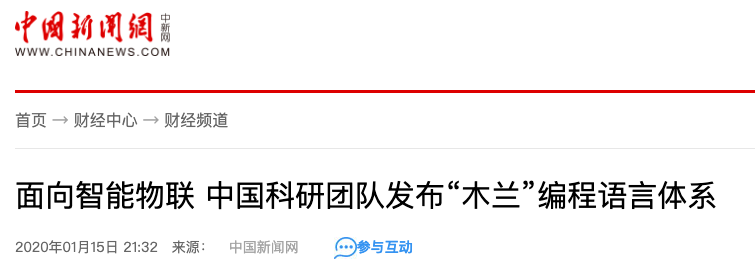 中國新聞網 中新网
WWW.CHINANEWS.COM
首页 → 财经中心 → 财经频道
面向智能物联 中国科研团队发布“木兰”编程语言体系
2020年01月15日 21:32 来源： 中国新闻网 参与互动